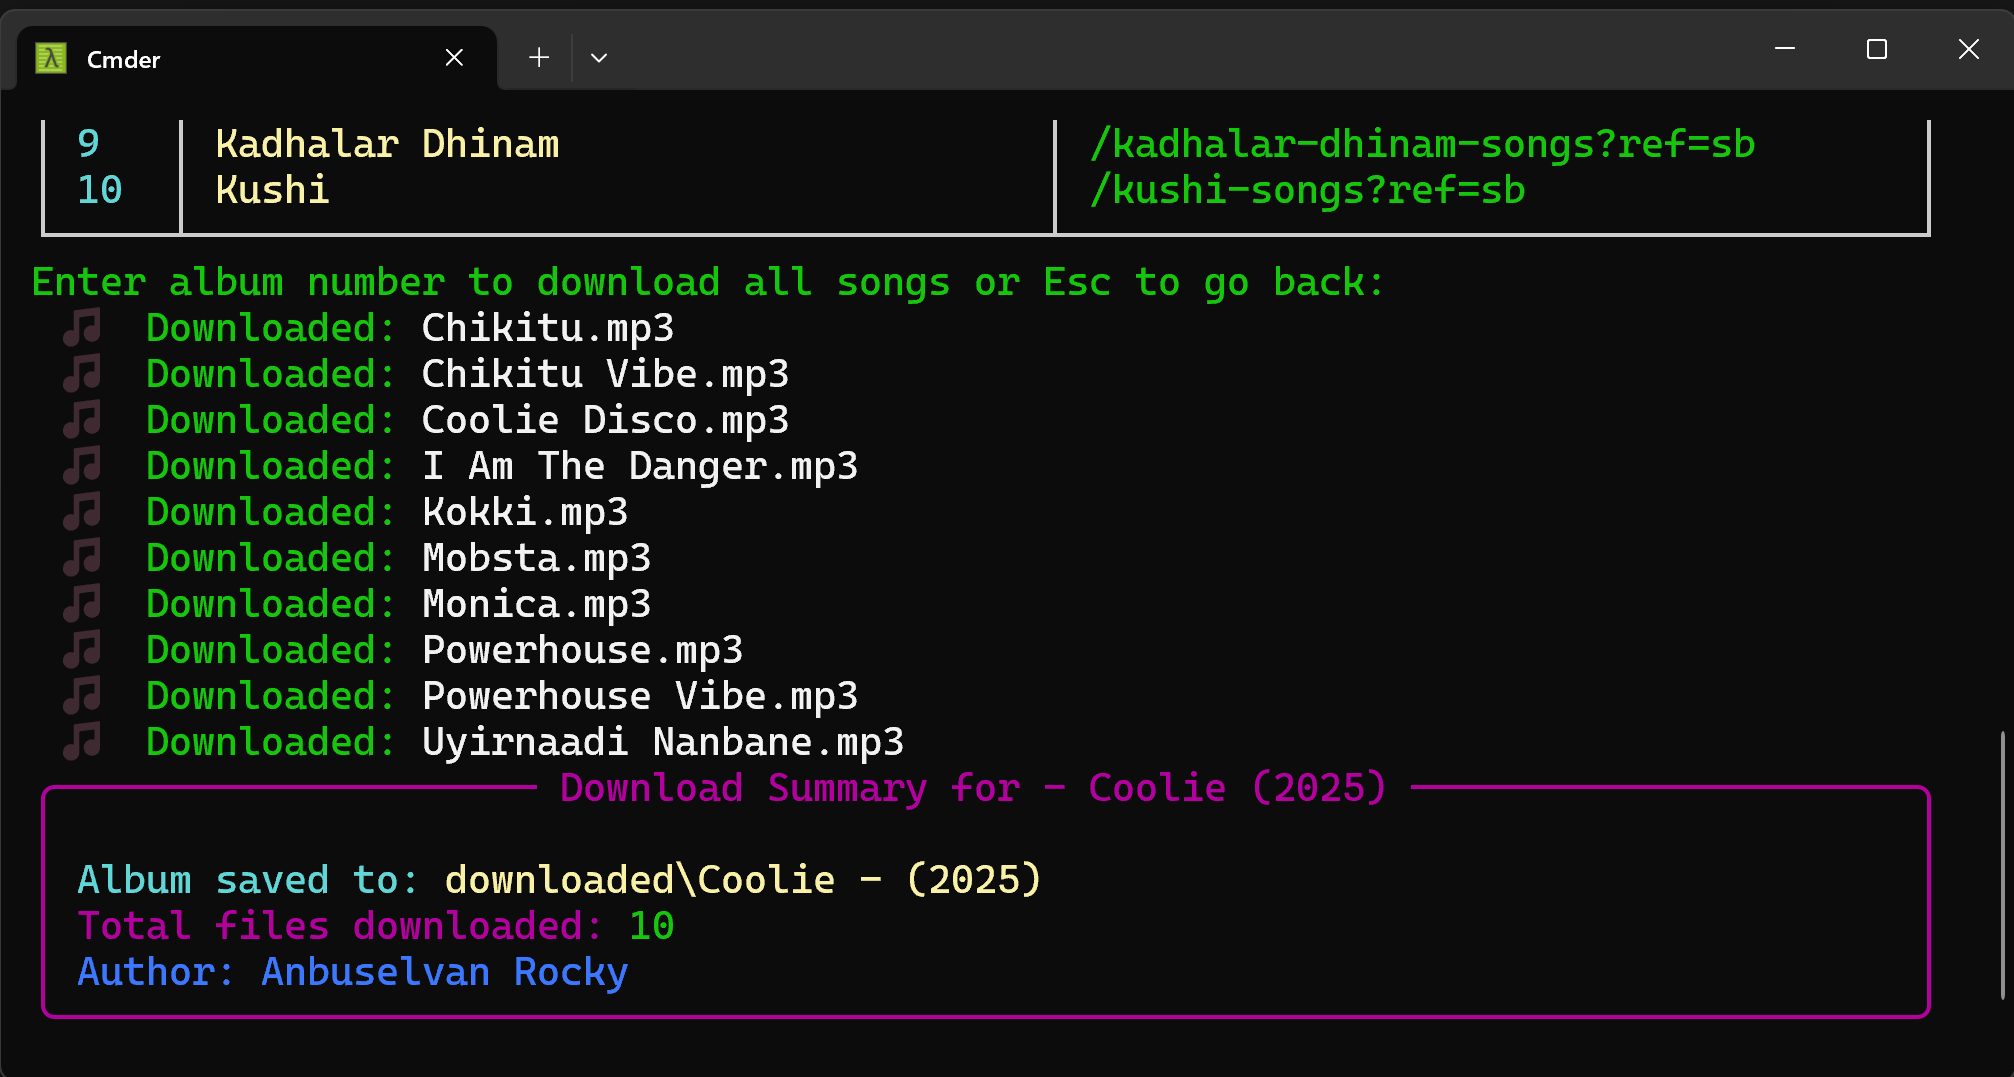 Cmder
9 Kadhalar Dhinam /kadhalar-dhinam-songs?ref=sb
10 Kushi /kushi-songs?ref=sb
Enter album number to download all songs or Esc to go back:
Downloaded: Chikitu.mp3
Downloaded: Chikitu Vibe.mp3
Downloaded: Coolie Disco.mp3
Downloaded: I Am The Danger.mp3
Downloaded: Kokki.mp3
Downloaded: Mobsta.mp3
Downloaded: Monica.mp3
Downloaded: Powerhouse.mp3
Downloaded: Powerhouse Vibe.mp3
Downloaded: Uyirnaadi Nanbane.mp3
Download Summary for - Coolie (2025)
Album saved to: downloaded\Coolie - (2025)
Total files downloaded: 10
Author: Anbuselvan Rocky